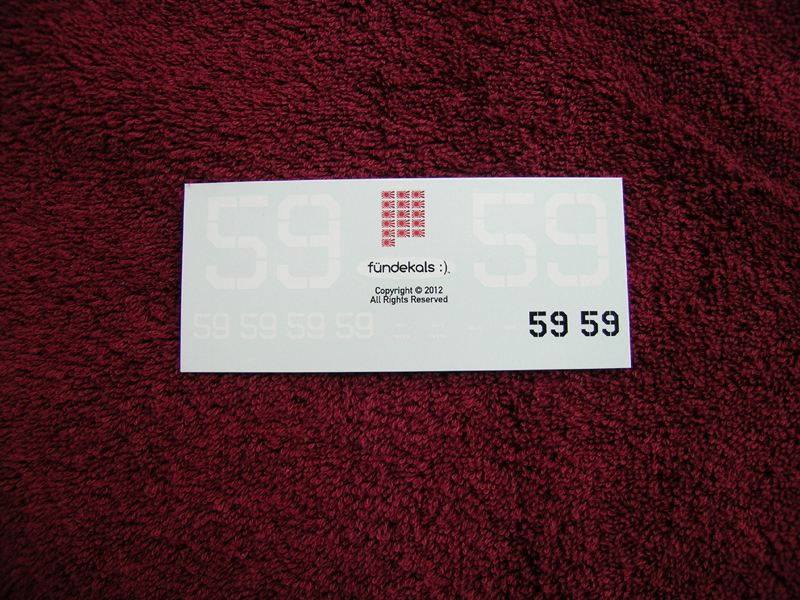 59 59
fündekals :).
Copyright © 2012
All Rights Reserved
59 59 59 59 59 59